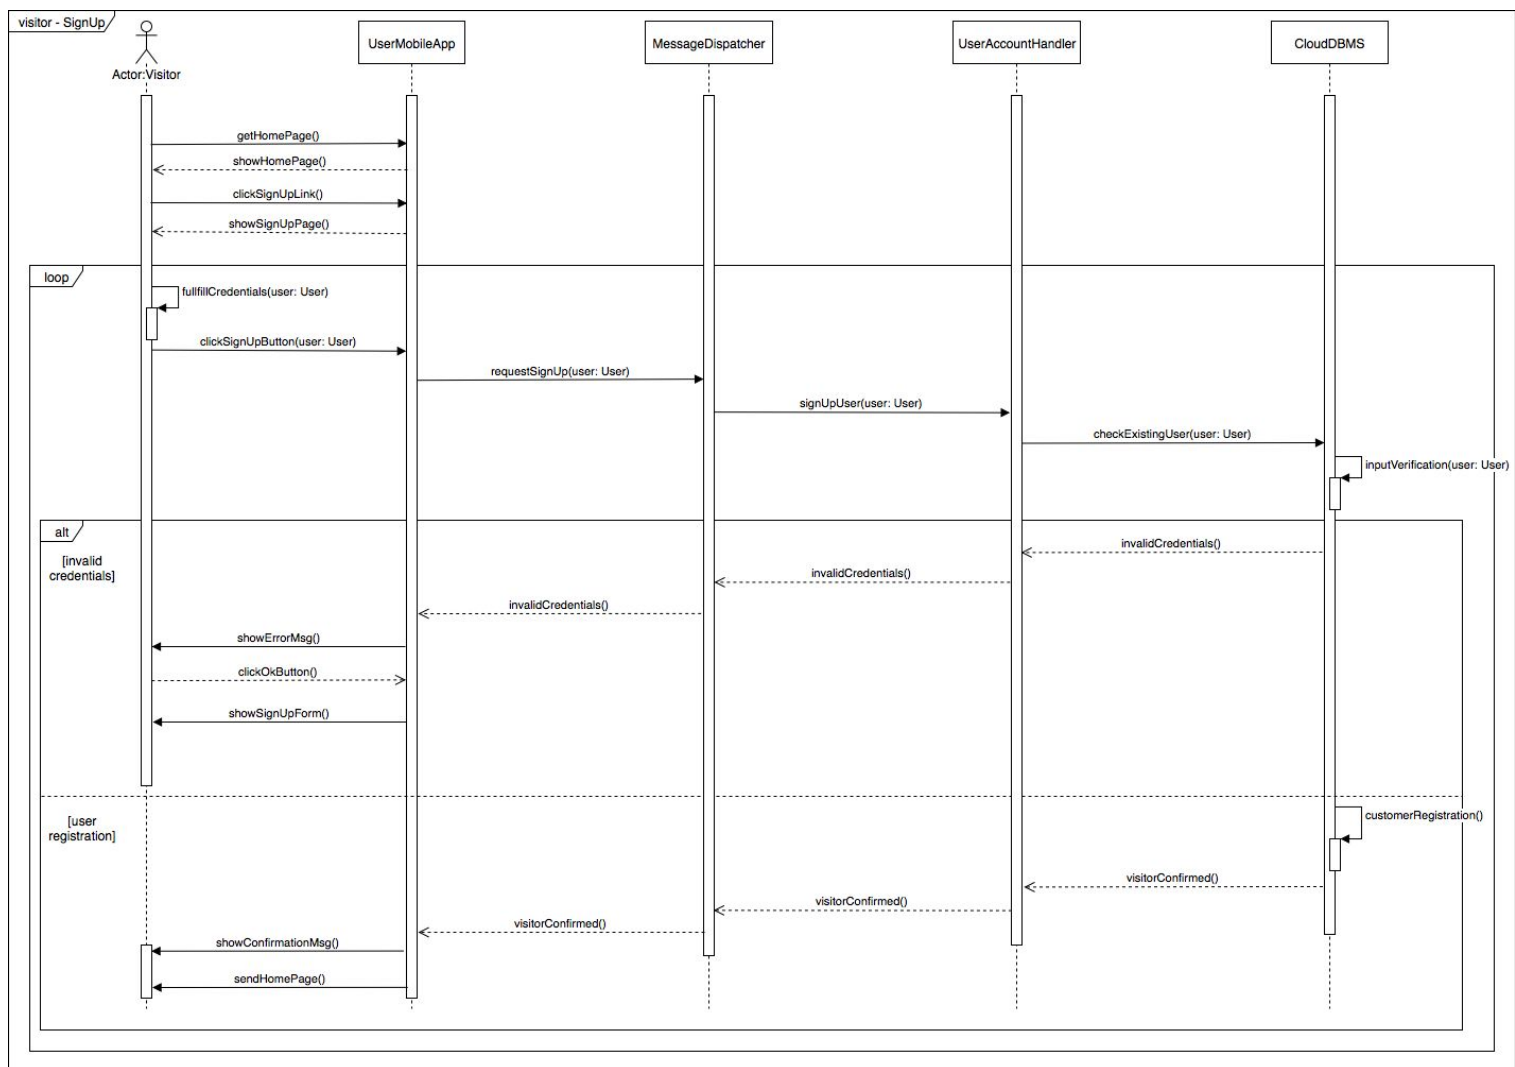 visitor - SignUp
Actor:Visitor
UserMobileApp
MessageDispatcher
UserAccountHandler
CloudDBMS
getHomePage()
showHomePage()
clickSignUpLink()
showSignUpPage()
loop
fullfillCredentials(user: User)
clickSignUpButton(user: User)
requestSignUp(user: User)
signUpUser(user: User)
checkExistingUser(user: User)
inputVerification(user: User)
alt
[invalid
credentials]
invalidCredentials()
invalidCredentials()
invalidCredentials()
showErrorMsg()
clickOkButton()
showSignUpForm()
[user
registration]
customerRegistration()
visitorConfirmed()
visitorConfirmed()
visitorConfirmed()
showConfirmationMsg()
sendHomePage()